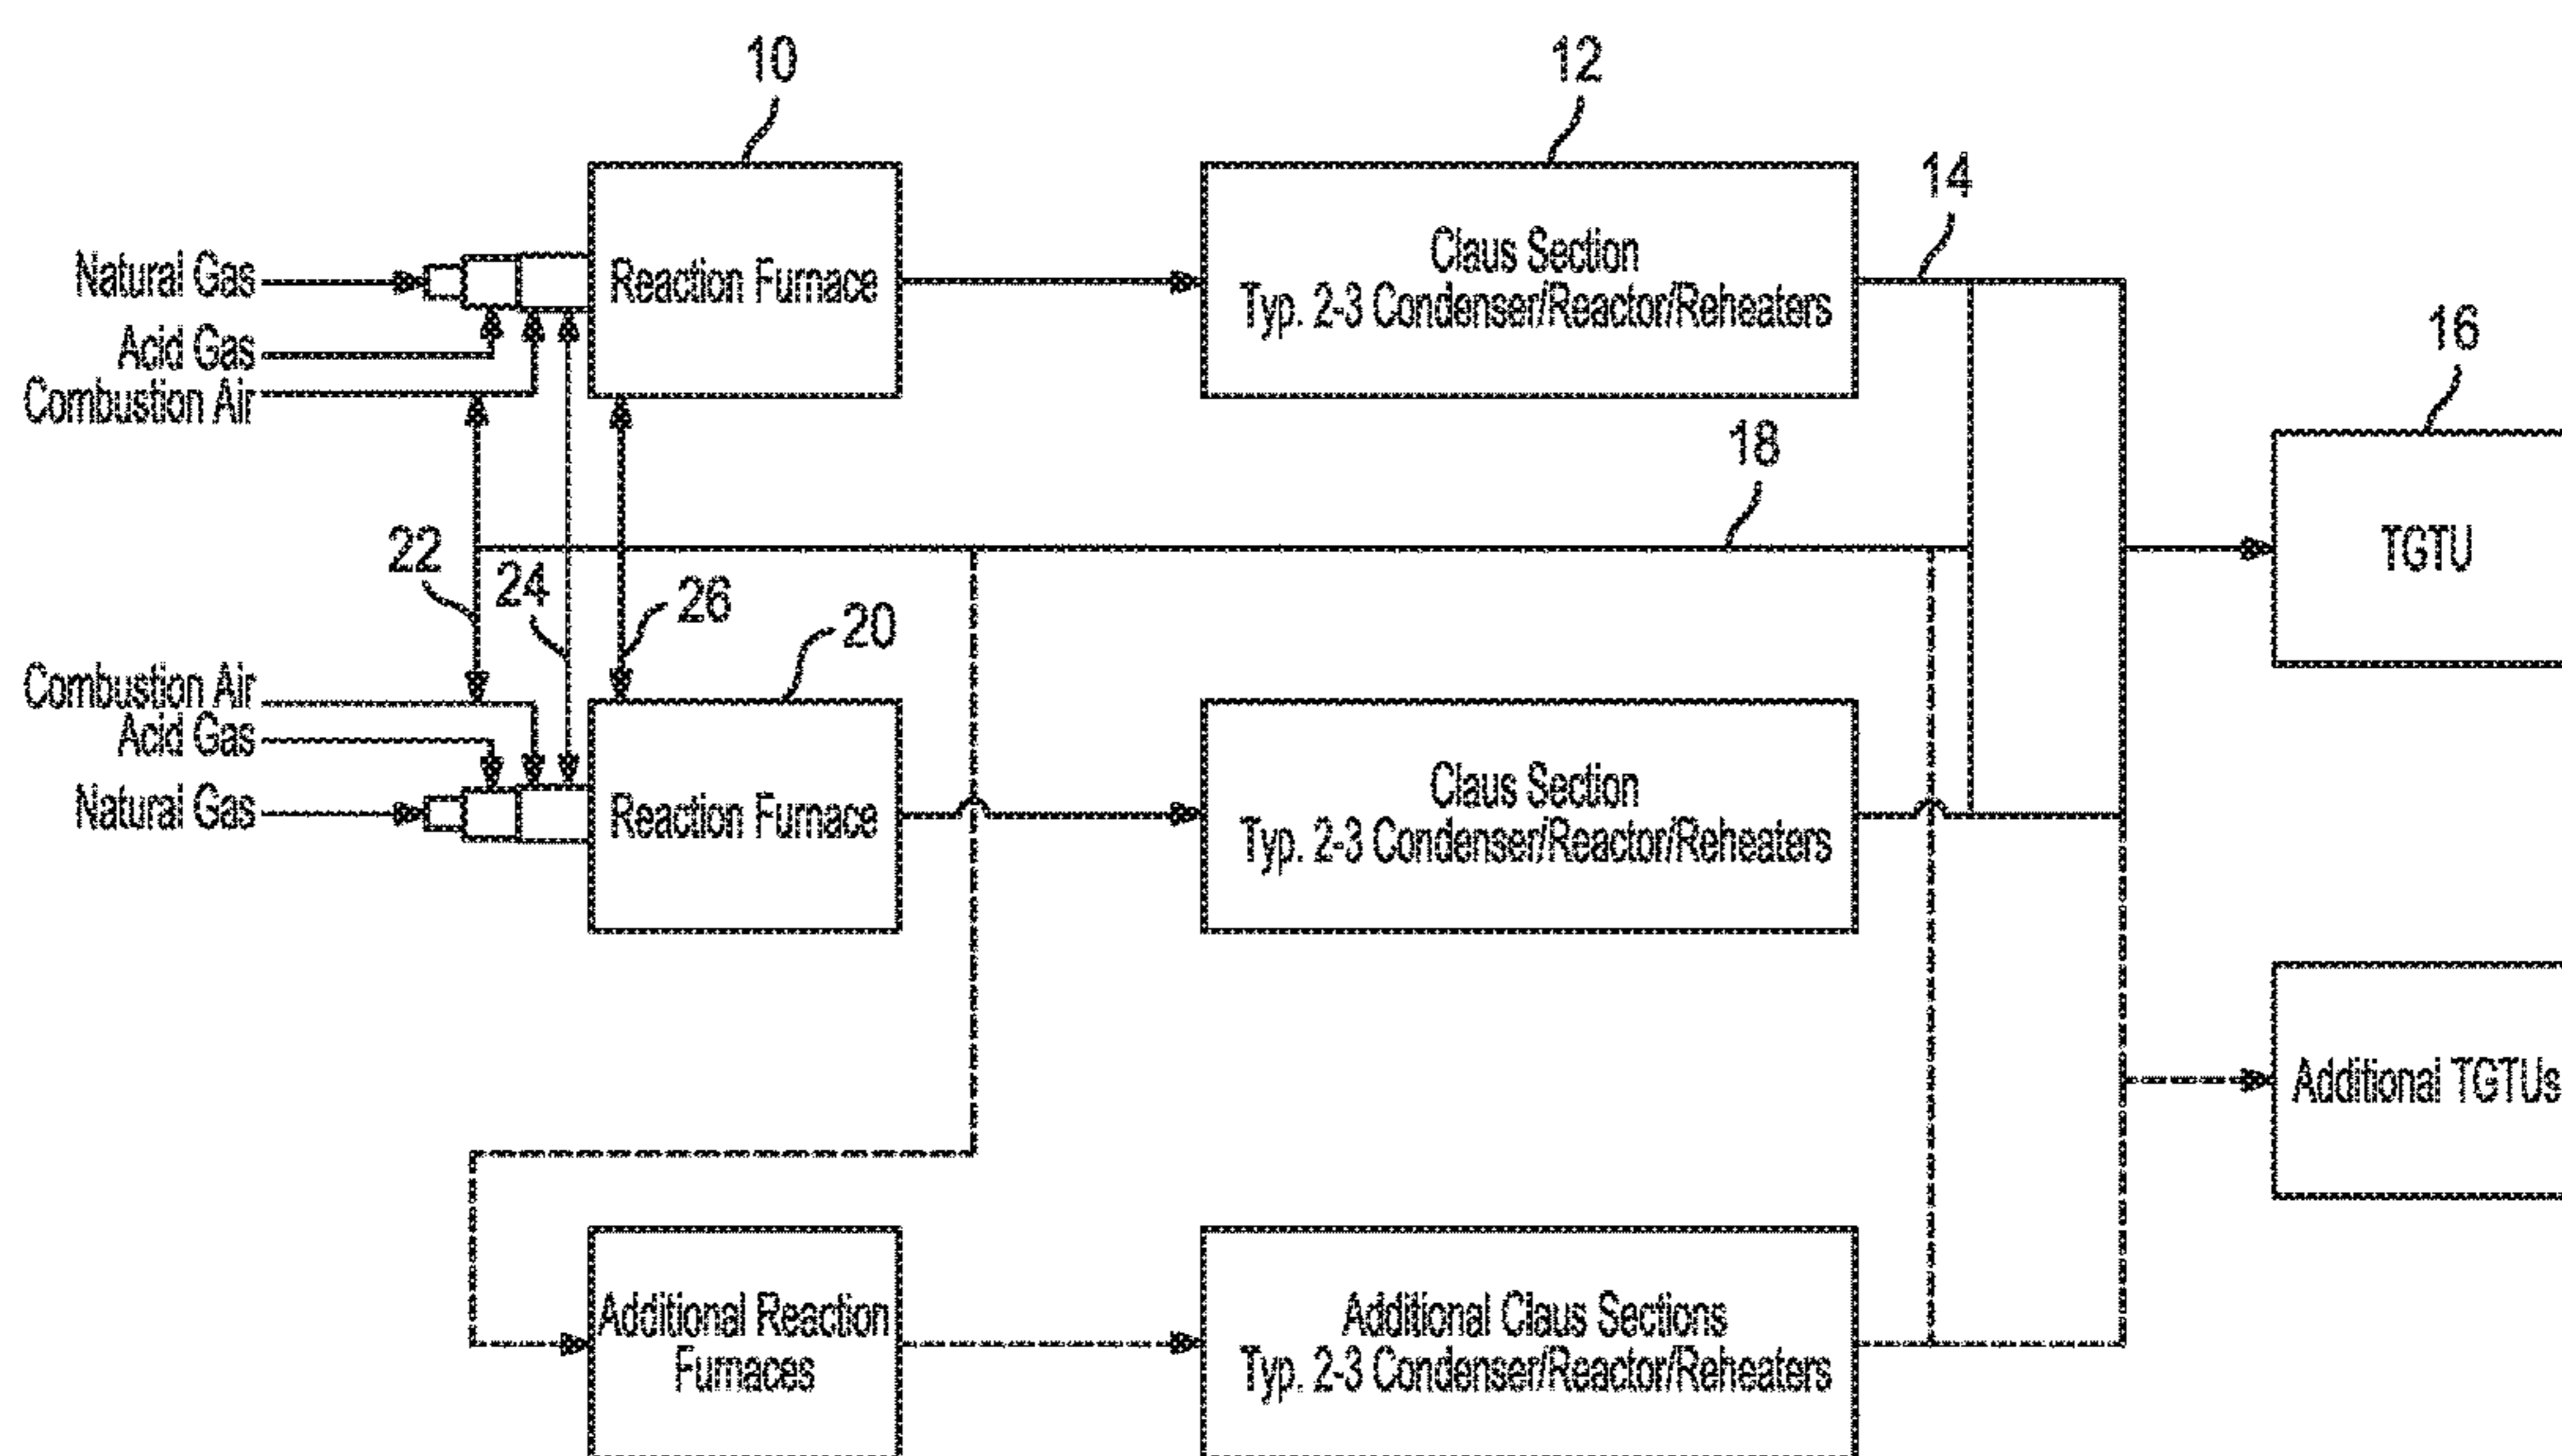 10
12
14
Natural Gas
Reaction Furnace
Claus Section
Typ. 2-3 Condenser/Reactor/Reheaters
Acid Gas
Combustion Air
16
18
TGTU
22
24
26
20
Combustion Air
Acid Gas
Natural Gas
Reaction Furnace
Claus Section
Typ. 2-3 Condenser/Reactor/Reheaters
Additional TGTUs
Additional Reaction
Furnaces
Additional Claus Sections
Typ. 2-3 Condenser/Reactor/Reheaters